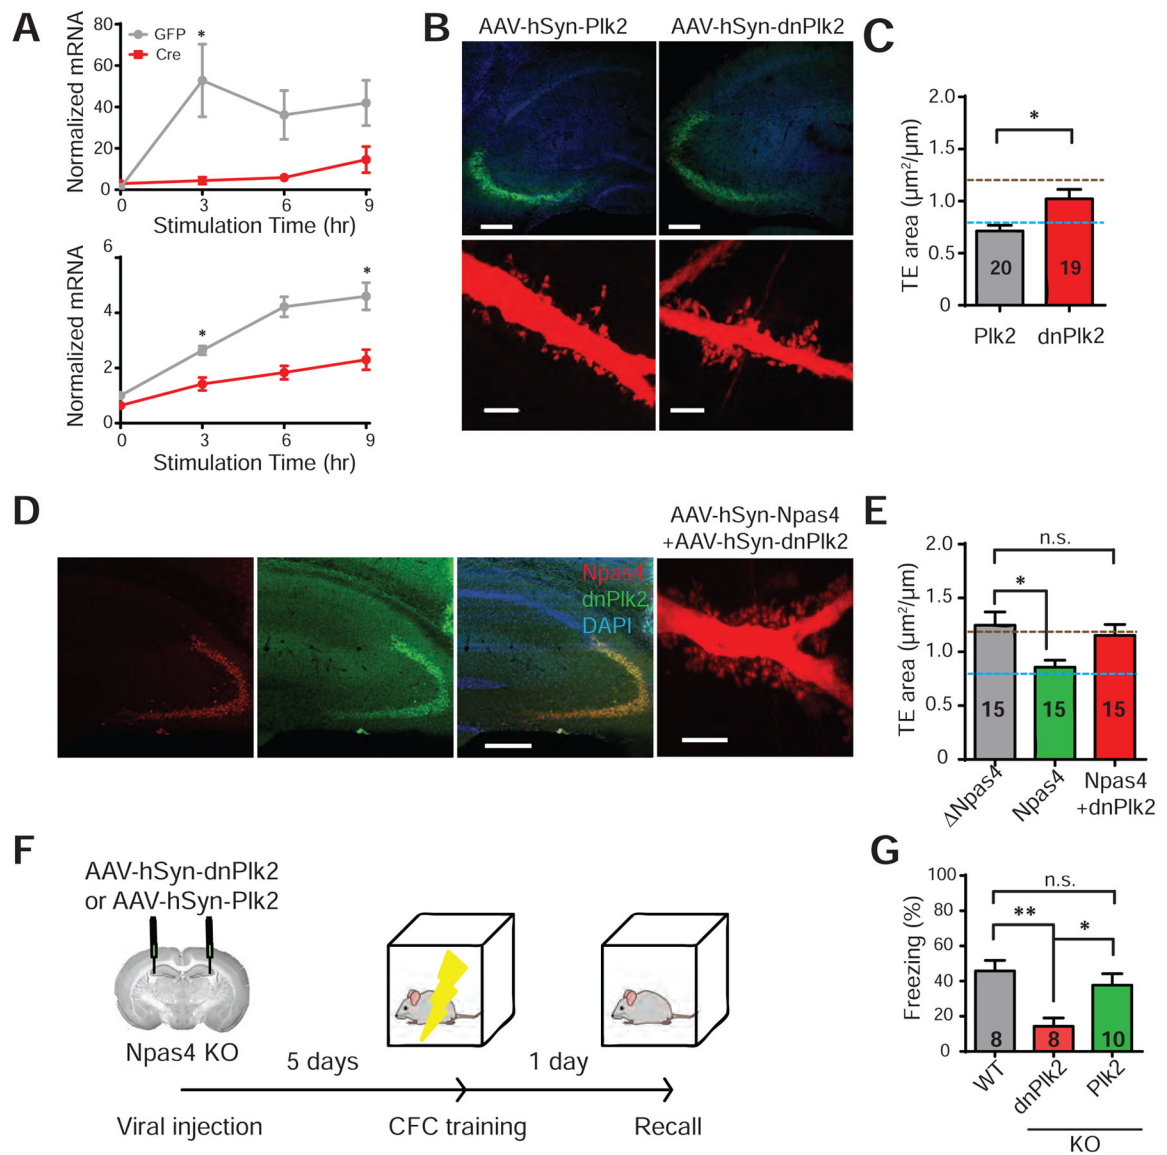 A
Normalized mRNA
80
60
40
20
0
GFP
Cre
*
0 3 6 9
Stimulation Time (hr)
Normalized mRNA
6
4
2
0
*
*
0 3 6 9
Stimulation Time (hr)
B
AAV-hSyn-Plk2
AAV-hSyn-dnPlk2
C
TE area (µm²/µm)
2.0
1.5
1.0
0.5
0
*
20
19
Plk2
dnPlk2
D
Npas4
dnPlk2
DAPI
AAV-hSyn-Npas4
+AAV-hSyn-dnPlk2
E
TE area (µm²/µm)
2.0
1.5
1.0
0.5
0
n.s.
*
15
15
15
ΔNpas4
Npas4
Npas4
+dnPlk2
F
AAV-hSyn-dnPlk2
or AAV-hSyn-Plk2
Npas4 KO
5 days
1 day
Viral injection
CFC training
Recall
G
Freezing (%)
100
80
60
40
20
0
n.s.
**
*
8
8
10
WT
dnPlk2
Plk2
KO